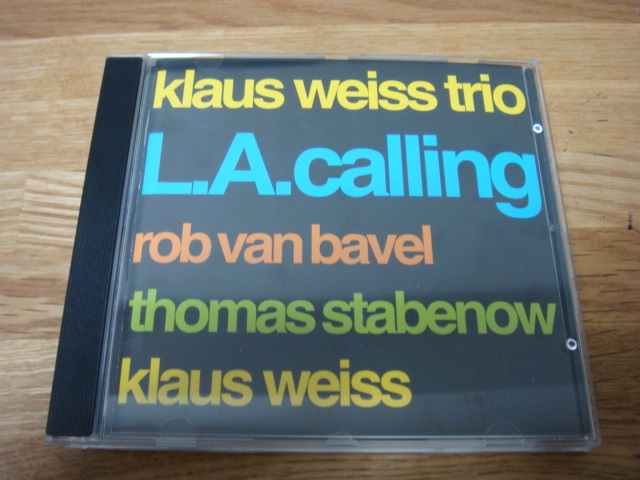 klaus weiss trio
L.A.calling
rob van bavel
thomas stabenow
klaus weiss